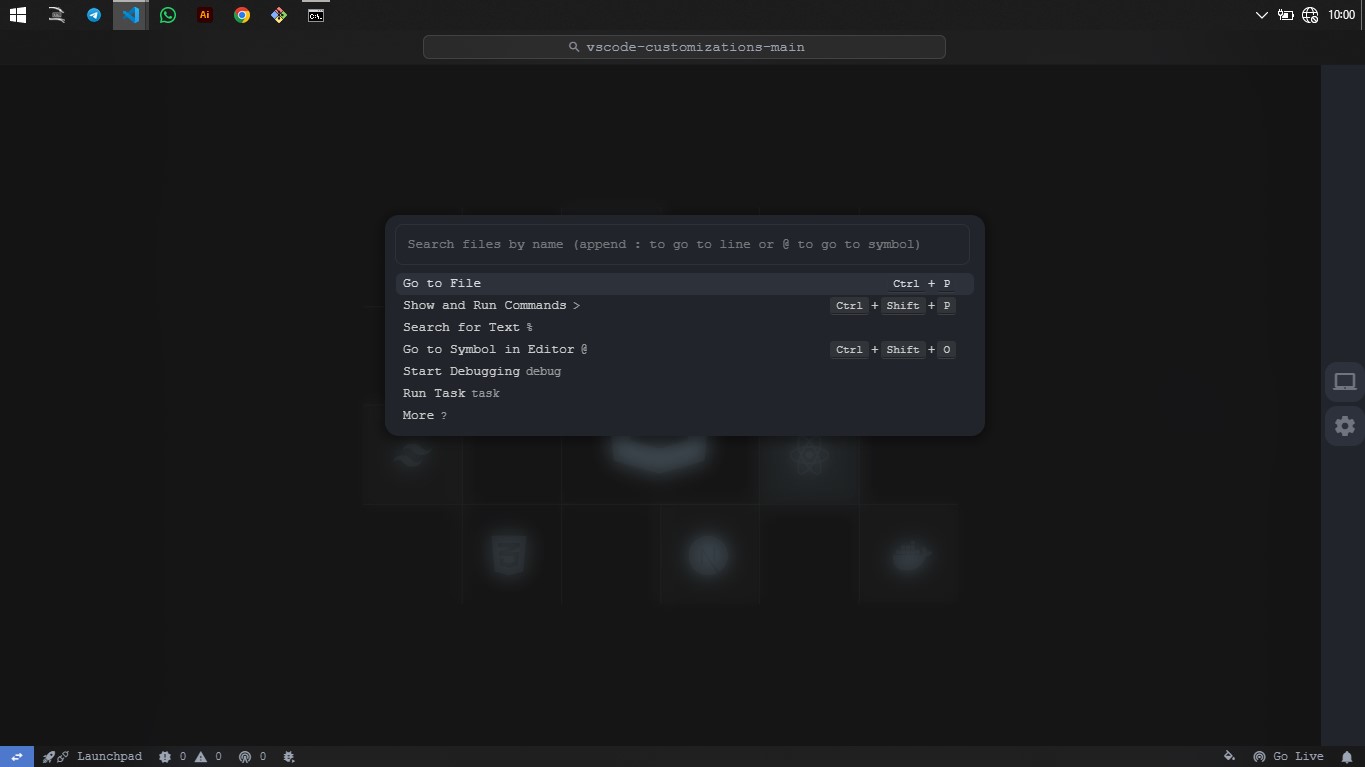 Ai
C:\.
10:00
vscode-customizations-main
Search files by name (append : to go to line or @ to go to symbol)
Go to File Ctrl + P
Show and Run Commands > Ctrl + Shift + P
Search for Text %
Go to Symbol in Editor @ Ctrl + Shift + O
Start Debugging debug
Run Task task
More ?
Launchpad 0 0 0 Go Live